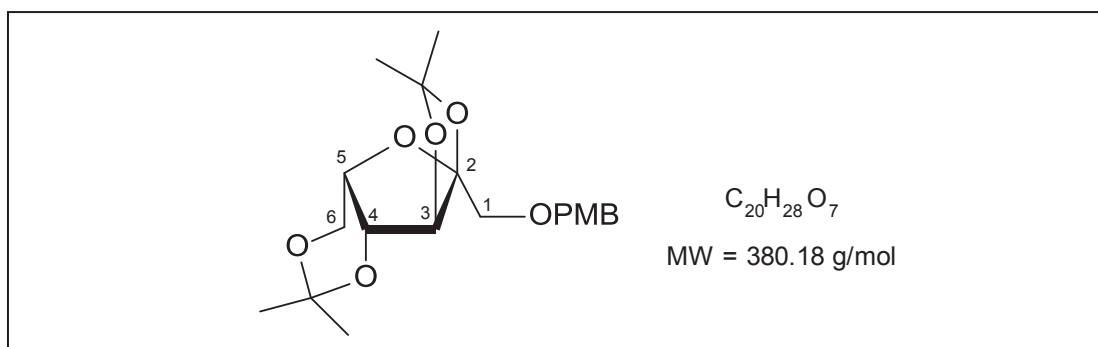 O
O
O
5
2
C₂₀H₂₈O₇
6
4
3
1
OPMB
O
MW = 380.18 g/mol
O